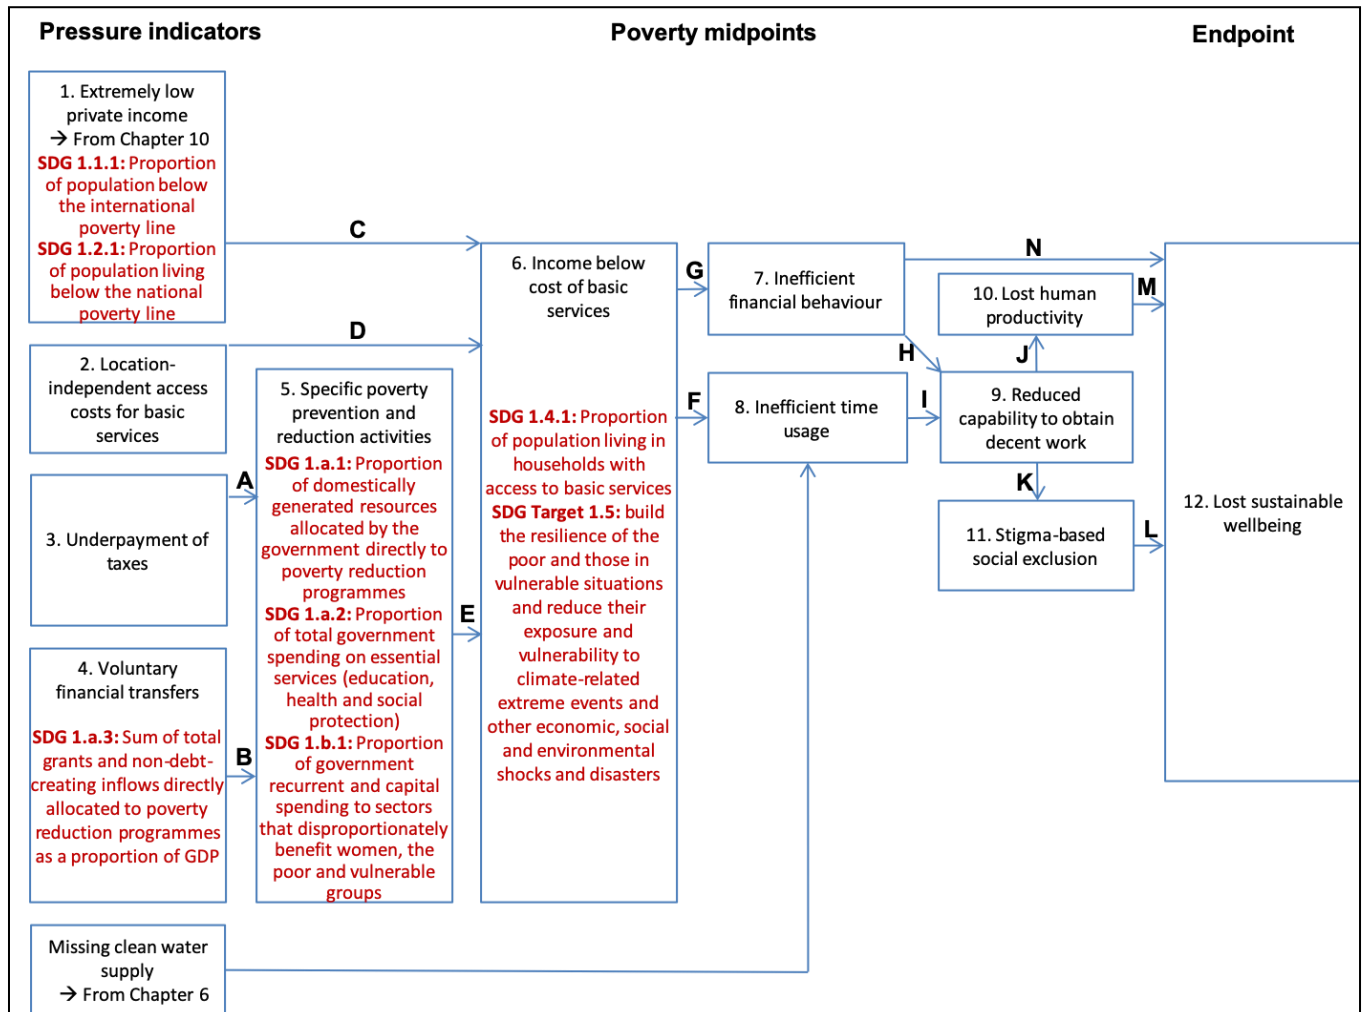 Pressure indicators
Poverty midpoints
Endpoint
1. Extremely low
private income
→ From Chapter 10
SDG 1.1.1: Proportion
of population below
the international
poverty line
SDG 1.2.1: Proportion
of population living
below the national
poverty line
C
D
2. Location-
independent access
costs for basic
services
3. Underpayment of
taxes
A
4. Voluntary
financial transfers
SDG 1.a.3: Sum of total
grants and non-debt-
creating inflows directly
allocated to poverty
reduction programmes
as a proportion of GDP
B
Missing clean water
supply
→ From Chapter 6
5. Specific poverty
prevention and
reduction activities
SDG 1.a.1: Proportion
of domestically
generated resources
allocated by the
government directly to
poverty reduction
programmes
SDG 1.a.2: Proportion
of total government
spending on essential
services (education,
health and social
protection)
SDG 1.b.1: Proportion
of government
recurrent and capital
spending to sectors
that disproportionately
benefit women, the
poor and vulnerable
groups
E
6. Income below
cost of basic
services
SDG 1.4.1: Proportion
of population living in
households with
access to basic services
SDG Target 1.5: build
the resilience of the
poor and those in
vulnerable situations
and reduce their
exposure and
vulnerability to
climate-related
extreme events and
other economic, social
and environmental
shocks and disasters
G
F
7. Inefficient
financial behaviour
8. Inefficient time
usage
N
H
I
10. Lost human
productivity
M
J
9. Reduced
capability to obtain
decent work
K
11. Stigma-based
social exclusion
L
12. Lost sustainable
wellbeing